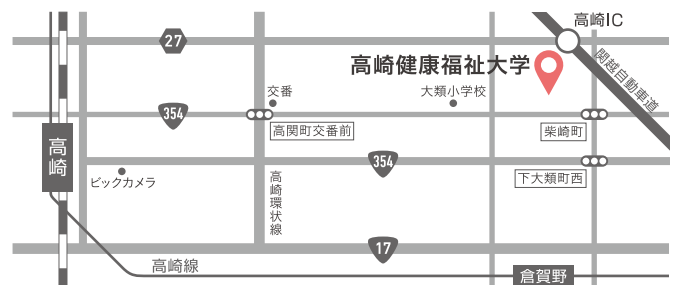 高崎IC
27
高崎健康福祉大学
関越自動車道
交番
大類小学校
354
高関町交番前
柴崎町
高崎
354
ビックカメラ
高崎環状線
下大類町西
17
高崎線
倉賀野